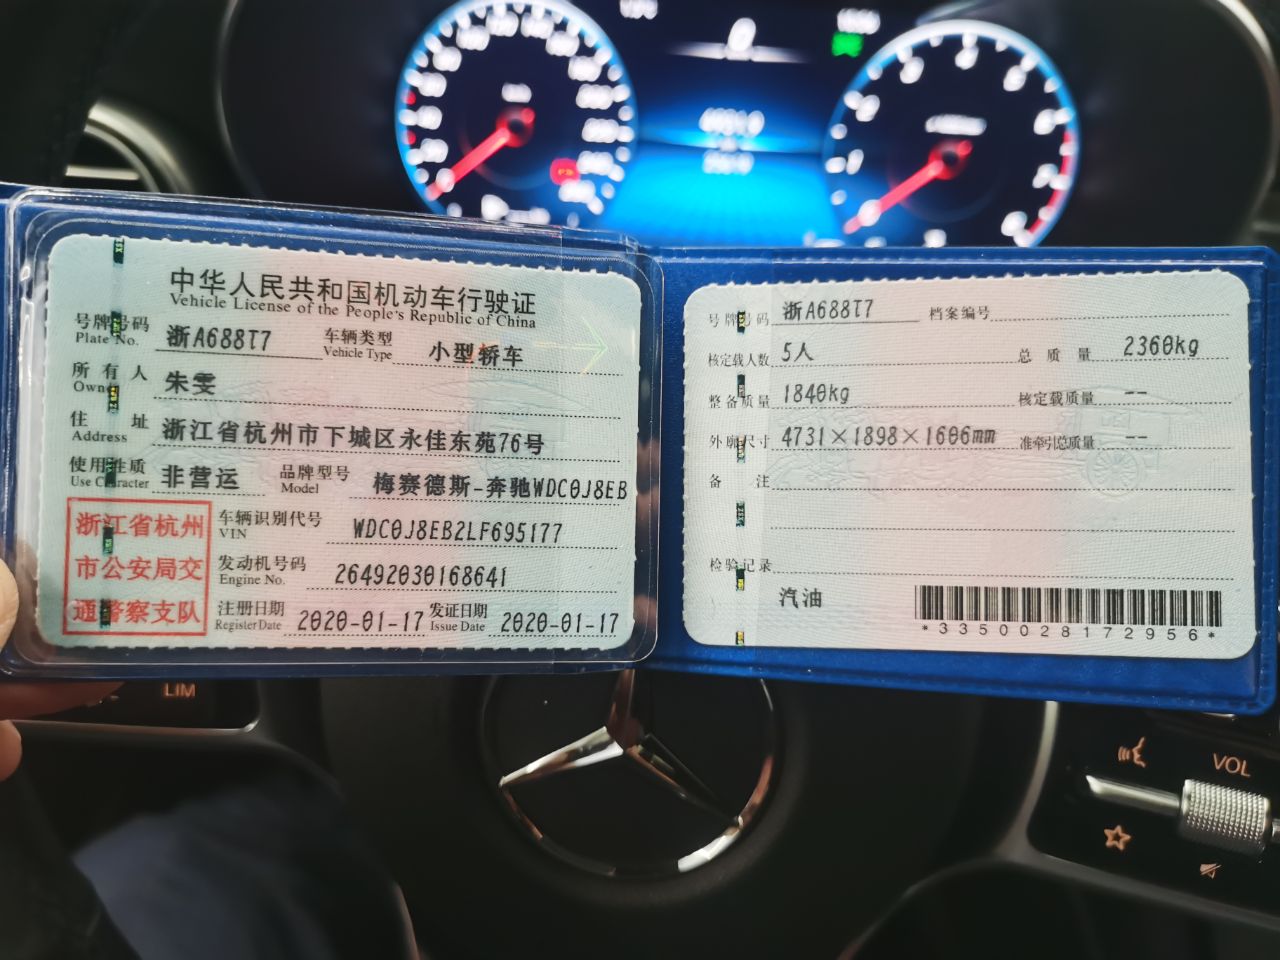 中华人民共和国机动车行驶证
Vehicle License of the People's Republic of China
号牌号码 浙A688T7 车辆类型 小型轿车
Plate No. Vehicle Type
所有人 朱雯
Owner
住址 浙江省杭州市下城区永佳东苑76号
Address
使用性质 非营运 品牌型号 梅赛德斯-奔驰WDC0J8EB
Use Character Model
浙江省杭州
市公安局交
通警察支队
车辆识别代号 WDC0J8EB2LF695177
VIN
发动机号码 26492030168641
Engine No.
注册日期 2020-01-17 发证日期 2020-01-17
Register Date Issue Date
号牌号码 浙A688T7 档案编号
核定载人数 5人 总质量 2360kg
整备质量 1840kg 核定载质量 --
外廓尺寸 4731×1898×1606mm 准牵引总质量 --
备注
检验记录
汽油
*3350028172956*
LIM
VOL